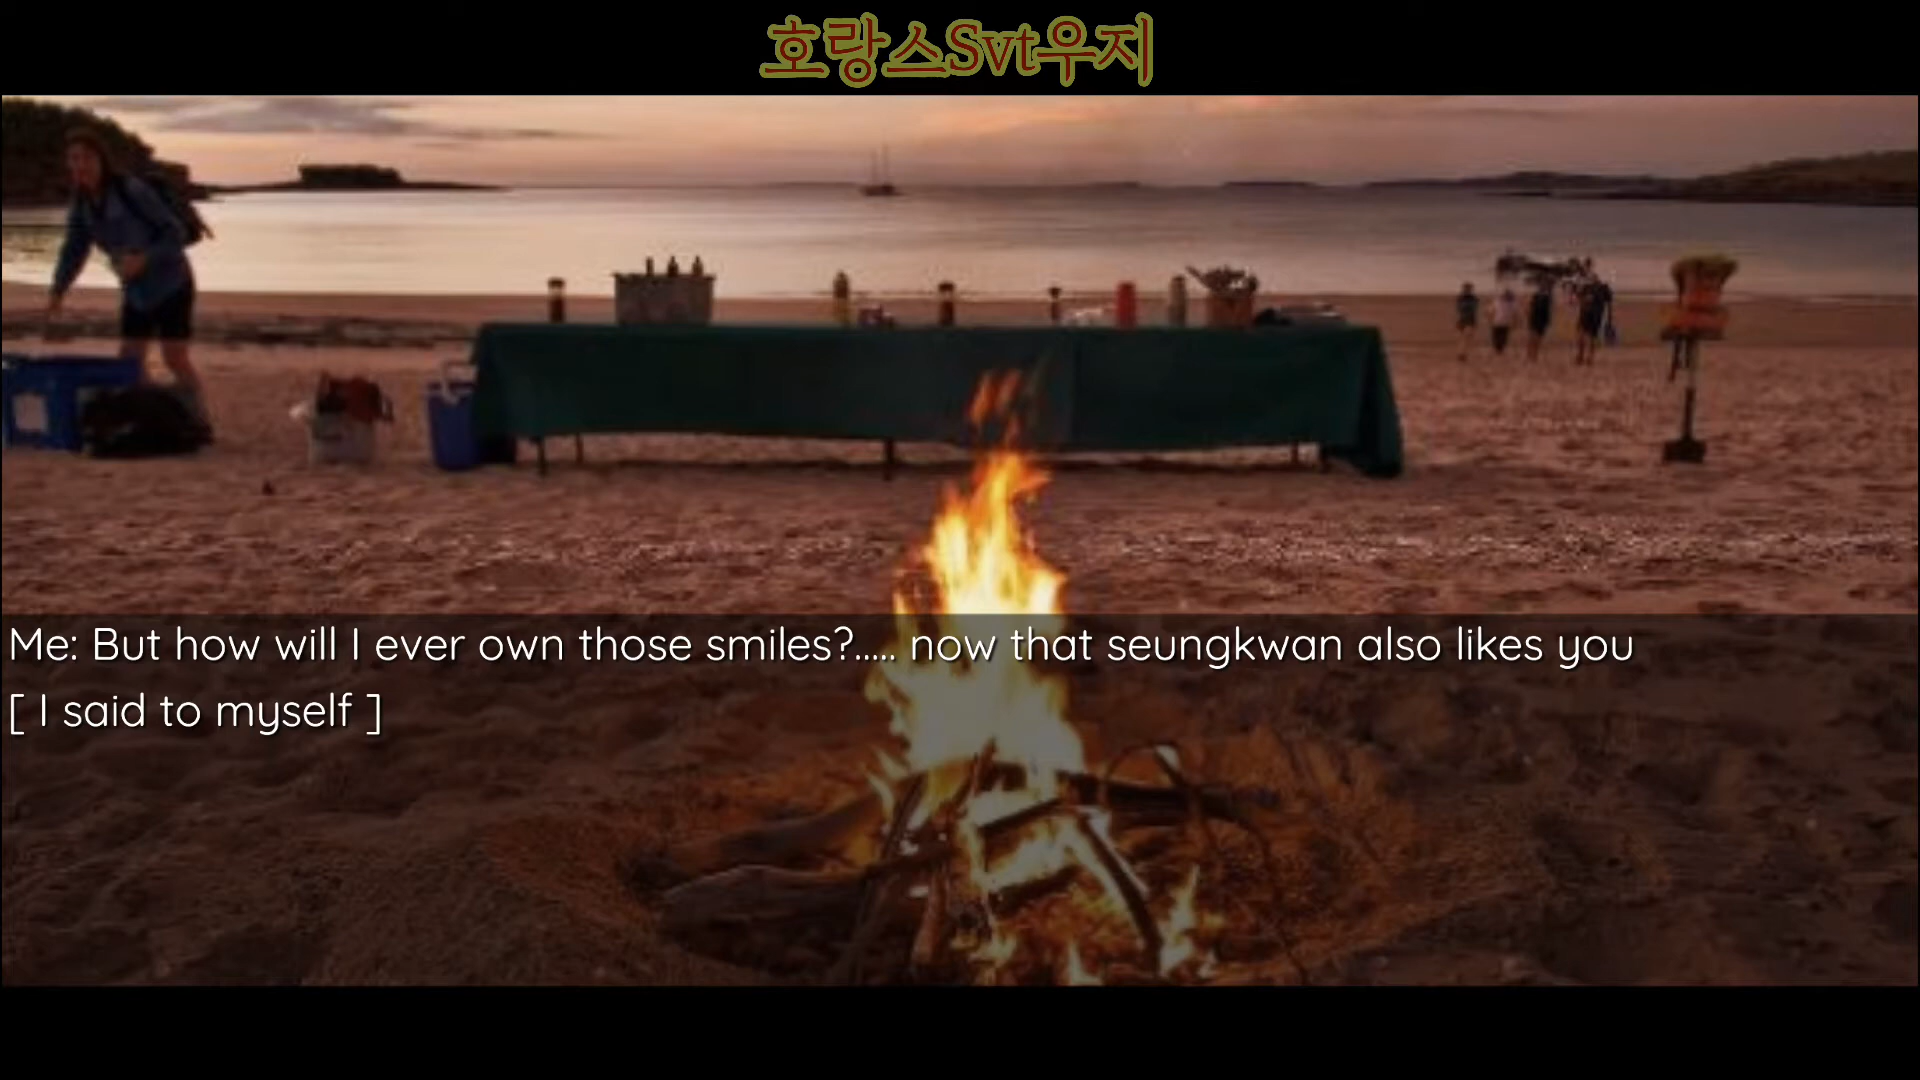 호랑스Svt우지
Me: But how will I ever own those smiles?..... now that seungkwan also likes you
[ I said to myself ]